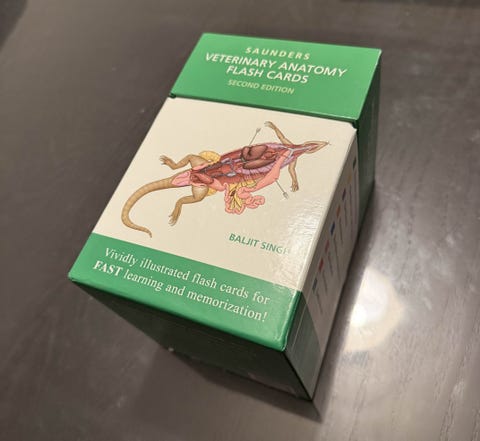 SAUNDERS
VETERINARY ANATOMY
FLASH CARDS
SECOND EDITION
BALJIT SINGH
Vividly illustrated flash cards for
FAST learning and memorization!